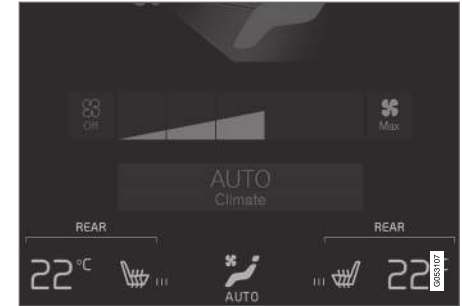 Off
Max
AUTO
Climate
REAR REAR
22°C 22°
AUTO
G053107